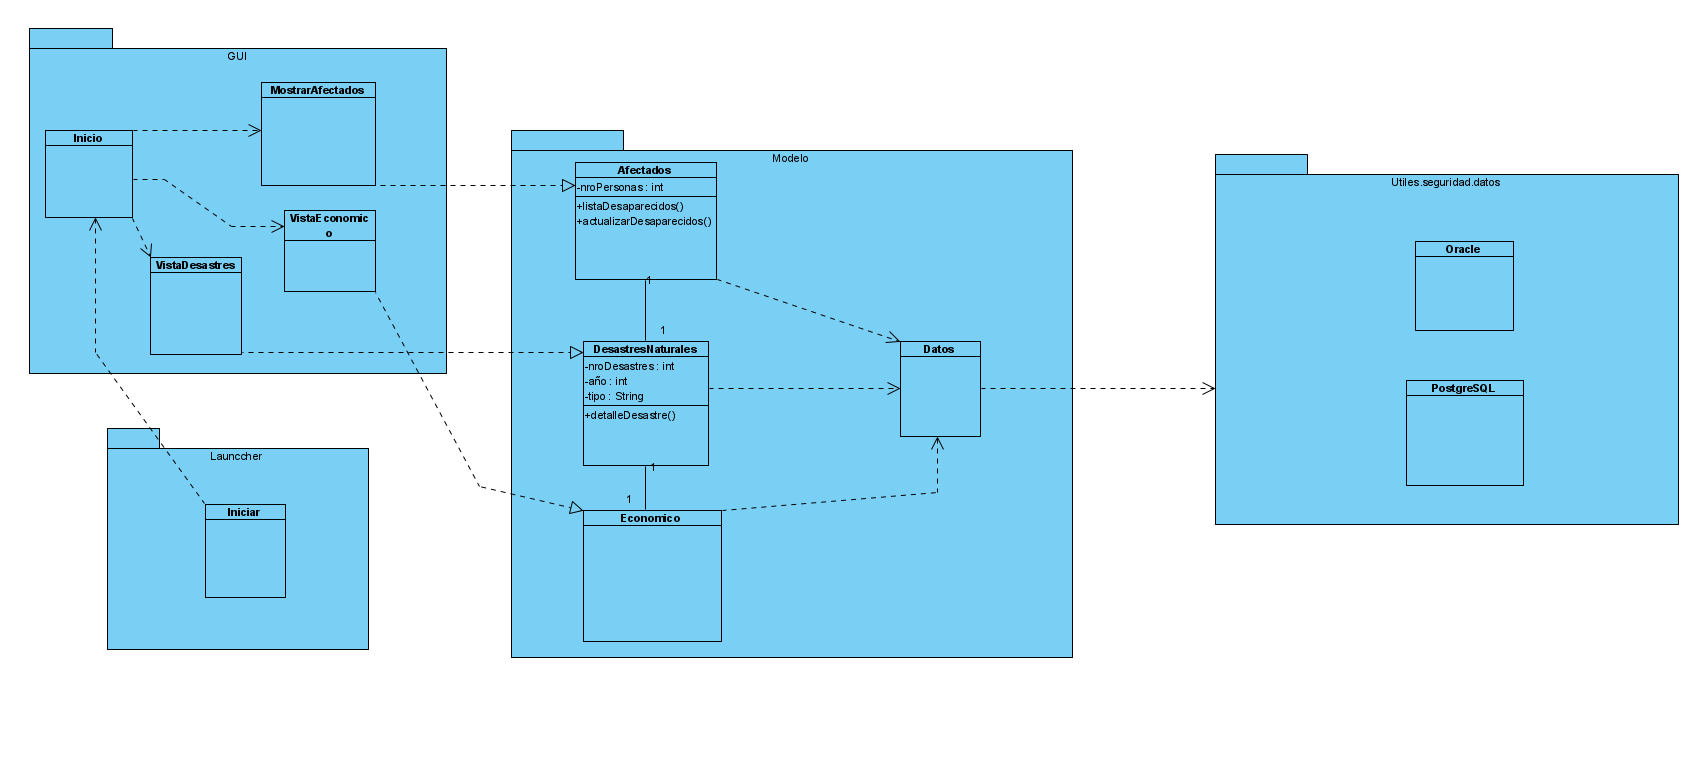 GUI
MostrarAfectados
Inicio
VistaEconomic
o
VistaDesastres
Launccher
Iniciar
Modelo
Afectados
-nroPersonas : int
+listaDesaparecidos()
+actualizarDesaparecidos()
1
1
DesastresNaturales
-nroDesastres : int
-año : int
-tipo : String
+detalleDesastre()
1
1
Economico
Datos
Utiles.seguridad.datos
Oracle
PostgreSQL